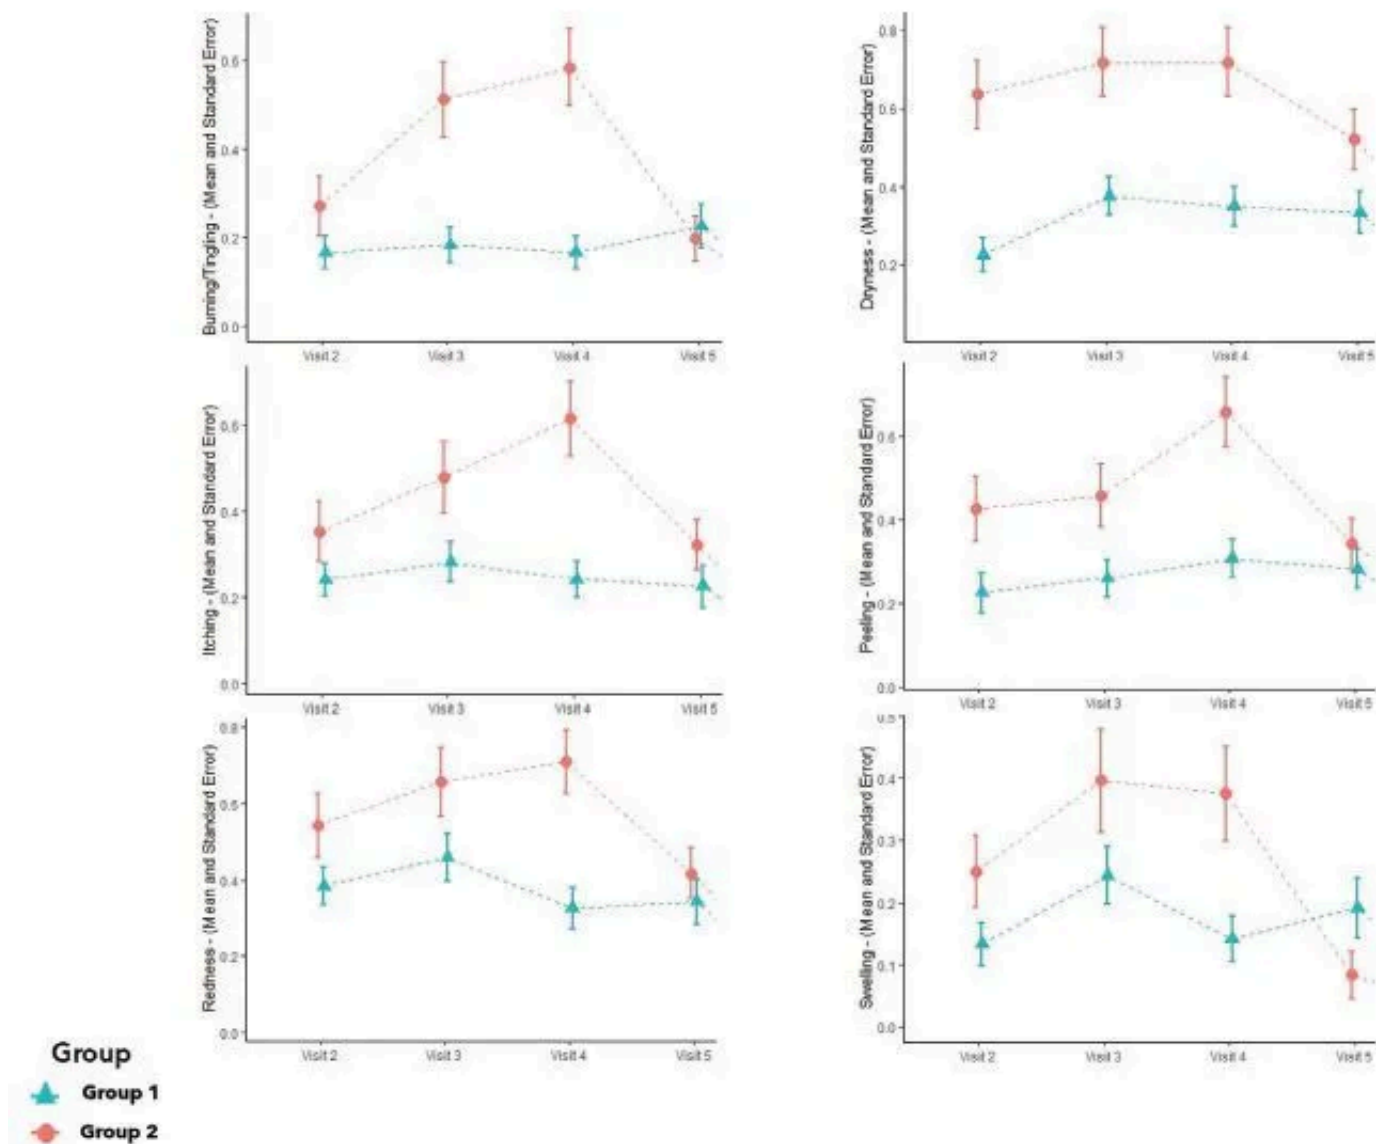 Burning/Tingling - (Mean and Standard Error)
0.6
0.4
0.2
0.0
Visit 2 Visit 3 Visit 4 Visit 5
Dryness - (Mean and Standard Error)
0.8
0.6
0.4
0.2
Visit 2 Visit 3 Visit 4 Visit 5
Itching - (Mean and Standard Error)
0.6
0.4
0.2
0.0
Visit 2 Visit 3 Visit 4 Visit 5
Peeling - (Mean and Standard Error)
0.6
0.4
0.2
0.0
Visit 2 Visit 3 Visit 4 Visit 5
Redness - (Mean and Standard Error)
0.8
0.6
0.4
0.2
0.0
Visit 2 Visit 3 Visit 4 Visit 5
Swelling - (Mean and Standard Error)
0.5
0.4
0.3
0.2
0.1
0.0
Visit 2 Visit 3 Visit 4 Visit 5
Group
Group 1
Group 2